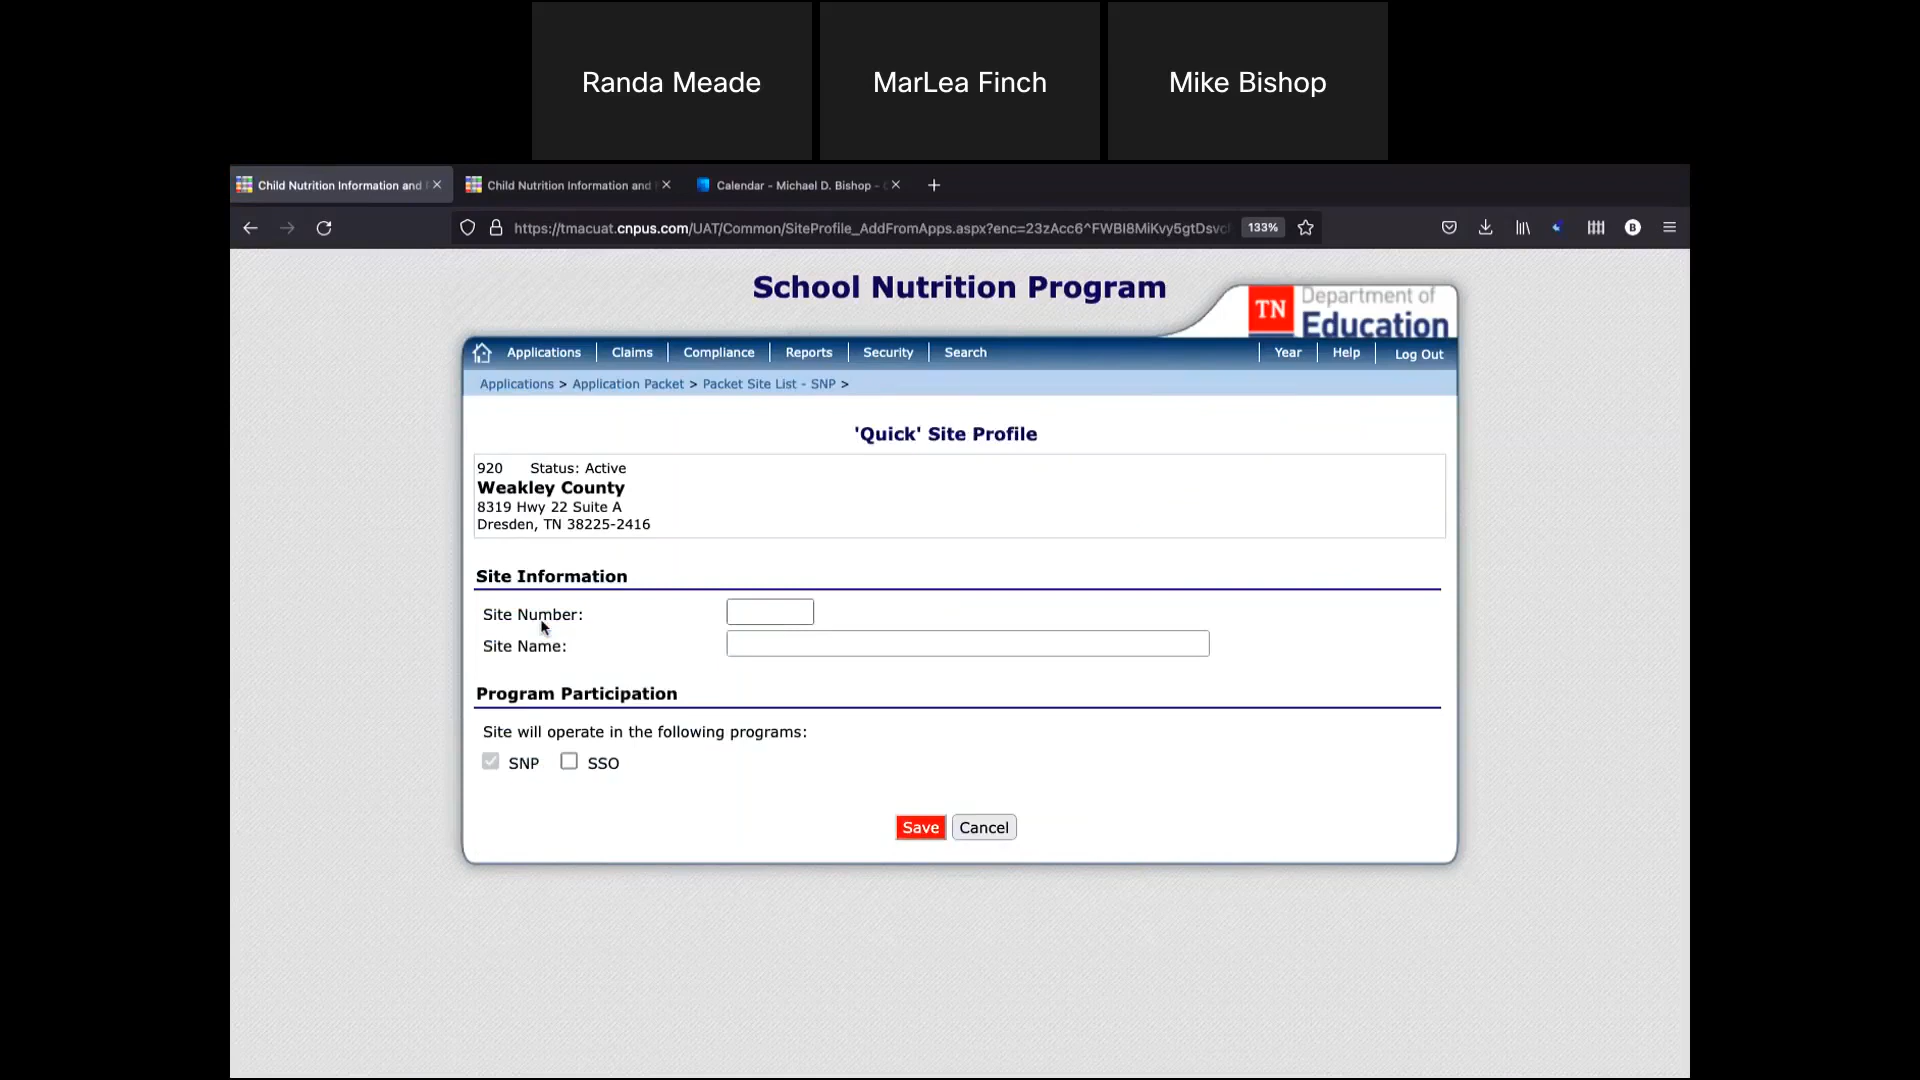 Randa Meade
MarLea Finch
Mike Bishop
Child Nutrition Information and
Child Nutrition Information and
Calendar - Michael D. Bishop -
https://tmacuat.cnpus.com/UAT/Common/SiteProfile_AddFromApps.aspx?enc=23zAcc6^FWBI8MiKvy5gtDsvc
133%
B
School Nutrition Program
TN
Department of
Education
Applications
Claims
Compliance
Reports
Security
Search
Year
Help
Log Out
Applications > Application Packet > Packet Site List - SNP >
'Quick' Site Profile
920 Status: Active
Weakley County
8319 Hwy 22 Suite A
Dresden, TN 38225-2416
Site Information
Site Number:
Site Name:
Program Participation
Site will operate in the following programs:
SNP
SSO
Save
Cancel